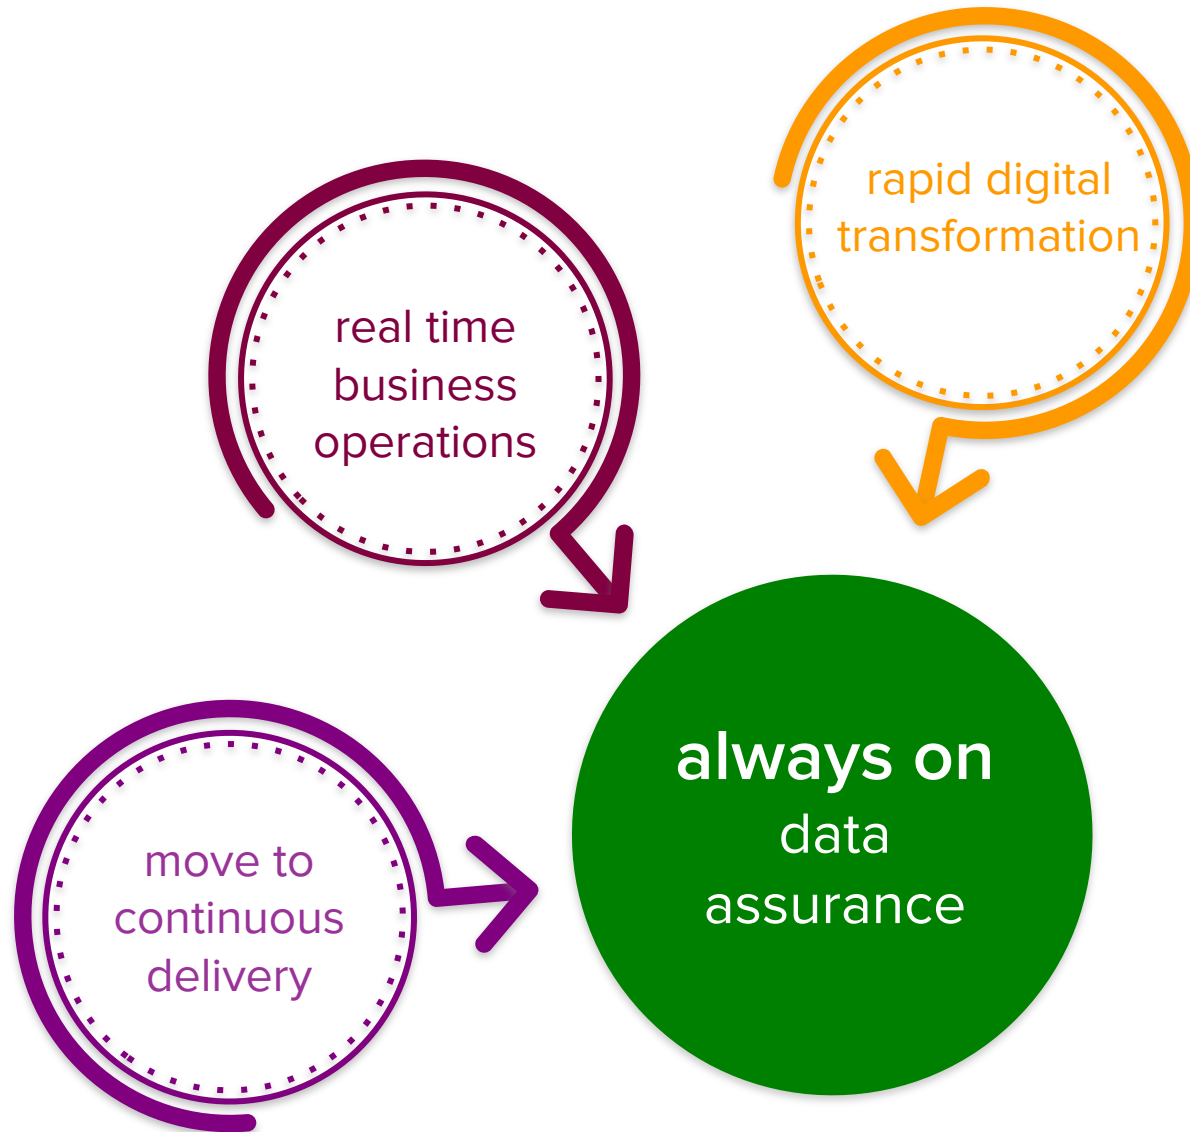 rapid digital
transformation
real time
business
operations
always on
data
assurance
move to
continuous
delivery